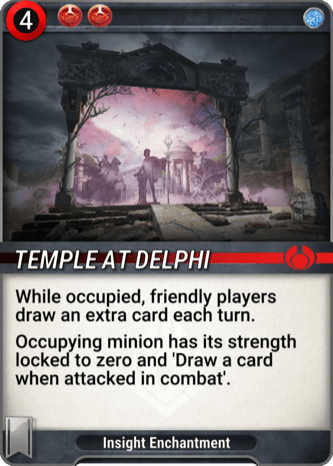 4
TEMPLE AT DELPHI
While occupied, friendly players
draw an extra card each turn.
Occupying minion has its strength
locked to zero and 'Draw a card
when attacked in combat'.
Insight Enchantment